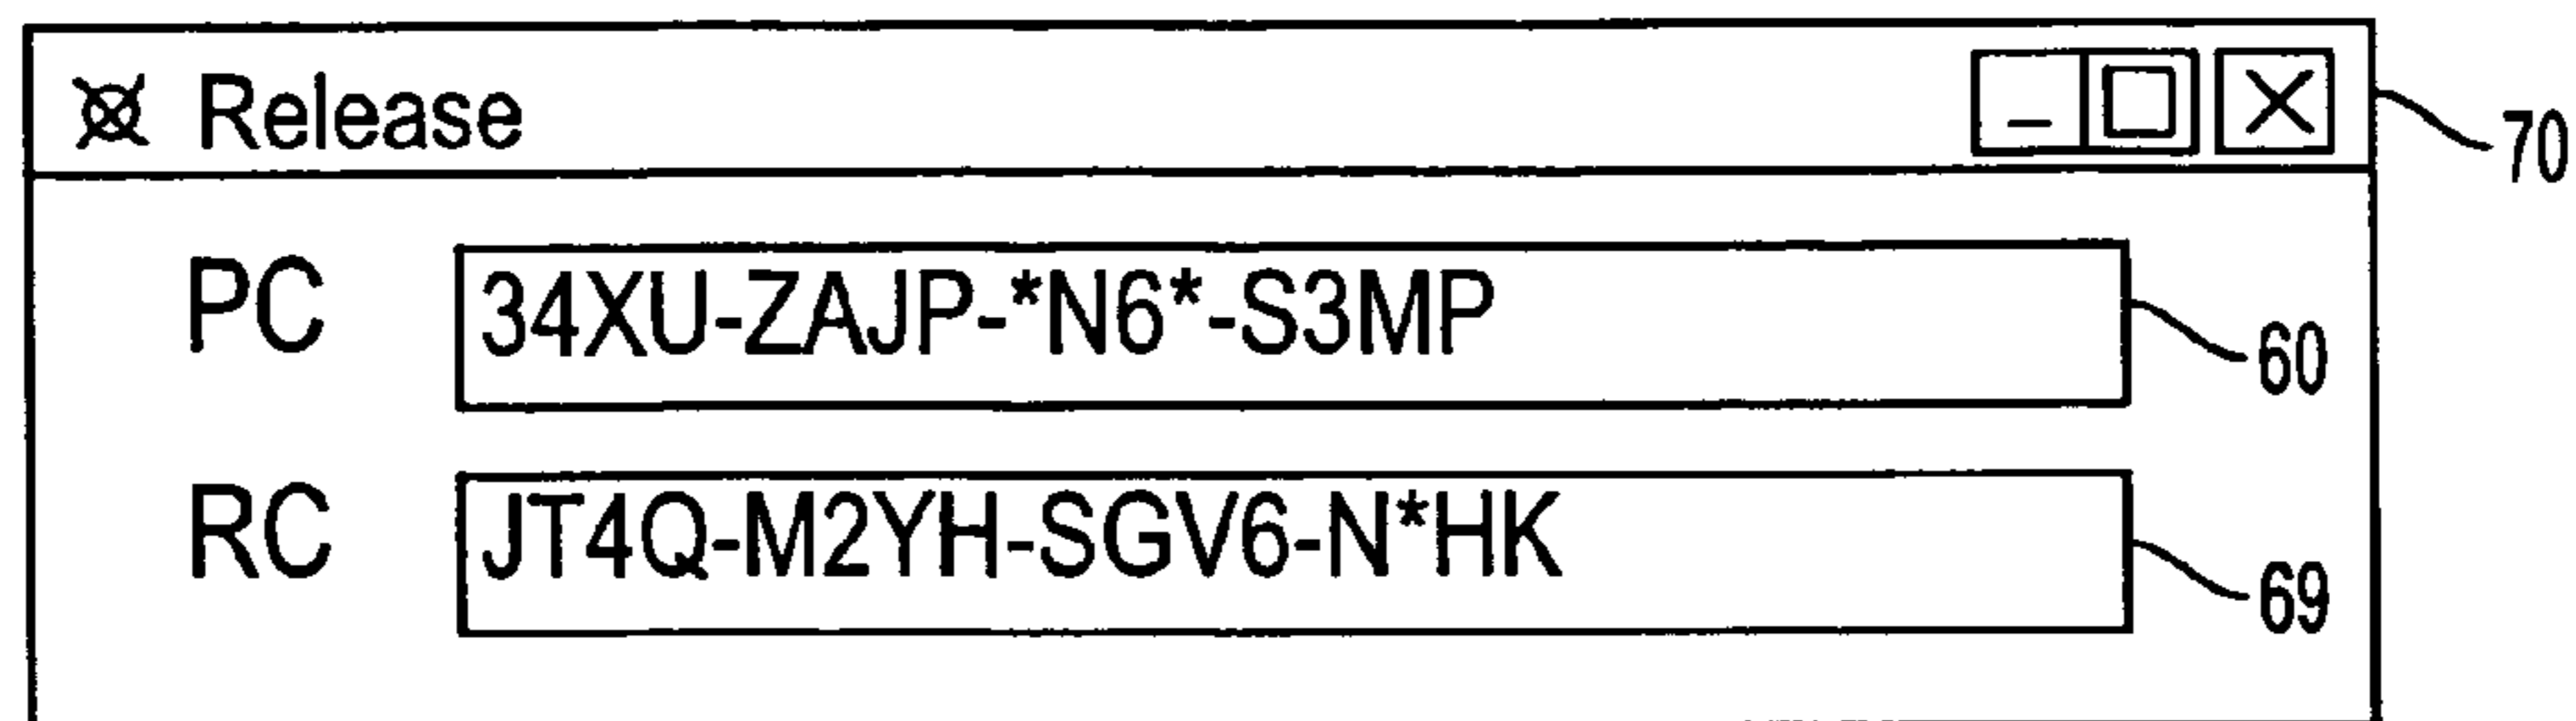 Release
70
PC 34XU-ZAJP-*N6*-S3MP
60
RC JT4Q-M2YH-SGV6-N*HK
69